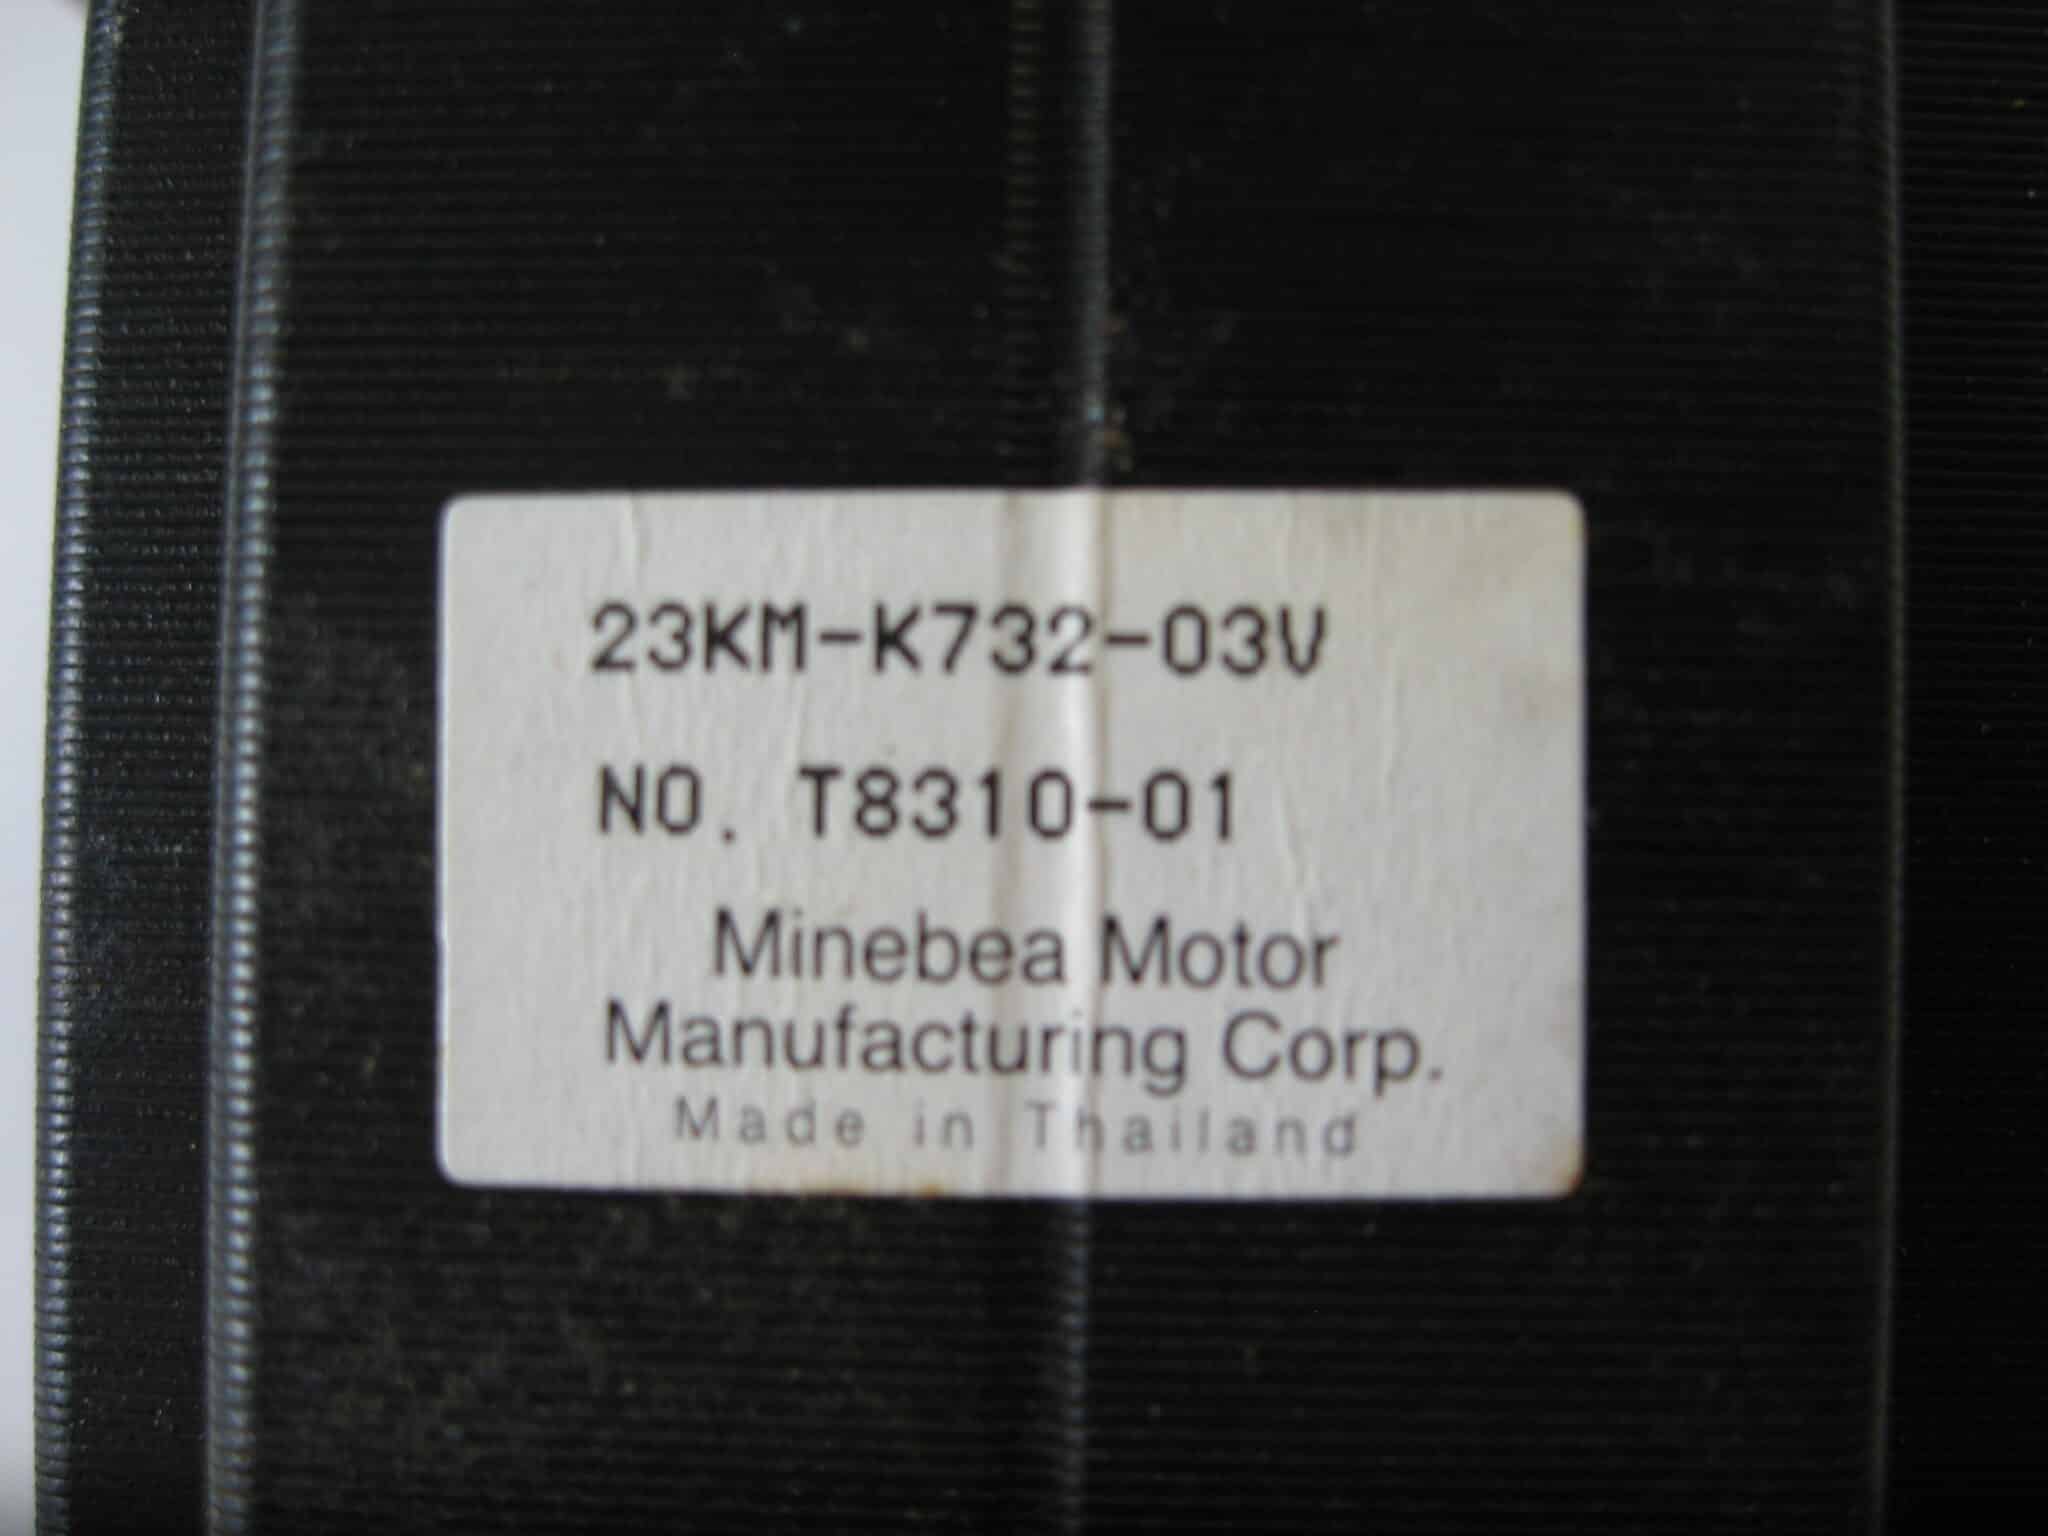 23KM-K732-03V
NO. T8310-01
Minebea Motor
Manufacturing Corp.
Made in Thailand